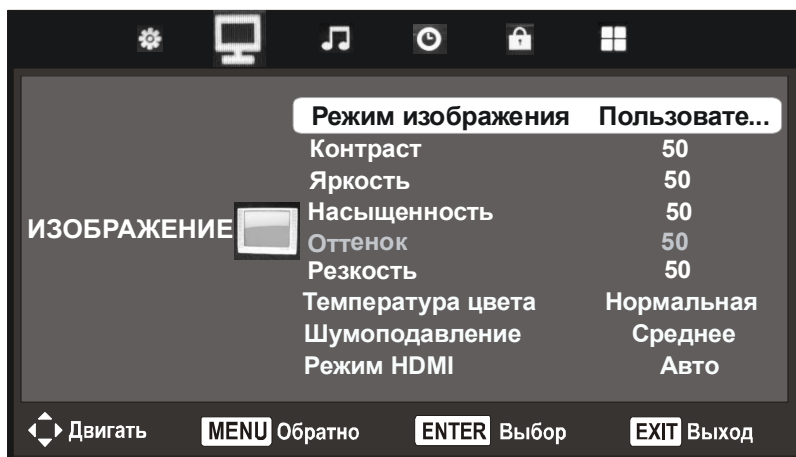 Режим изображения Пользовате...
Контраст 50
Яркость 50
Насыщенность 50
ИЗОБРАЖЕНИЕ
Оттенок 50
Резкость 50
Температура цвета Нормальная
Шумоподавление Среднее
Режим HDMI Авто
Двигать MENU Обратно ENTER Выбор EXIT Выход